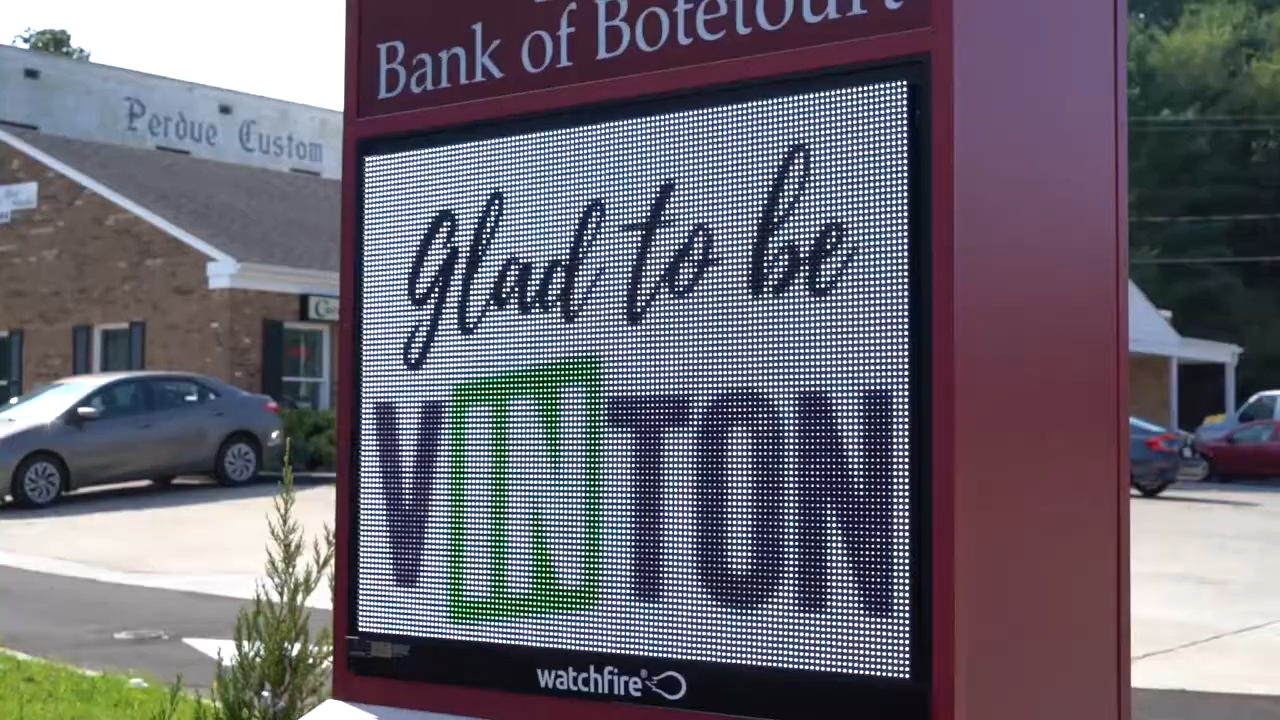 Bank of Botetourt
Perdue Custom
Glad to be
VINTON
watchfire®